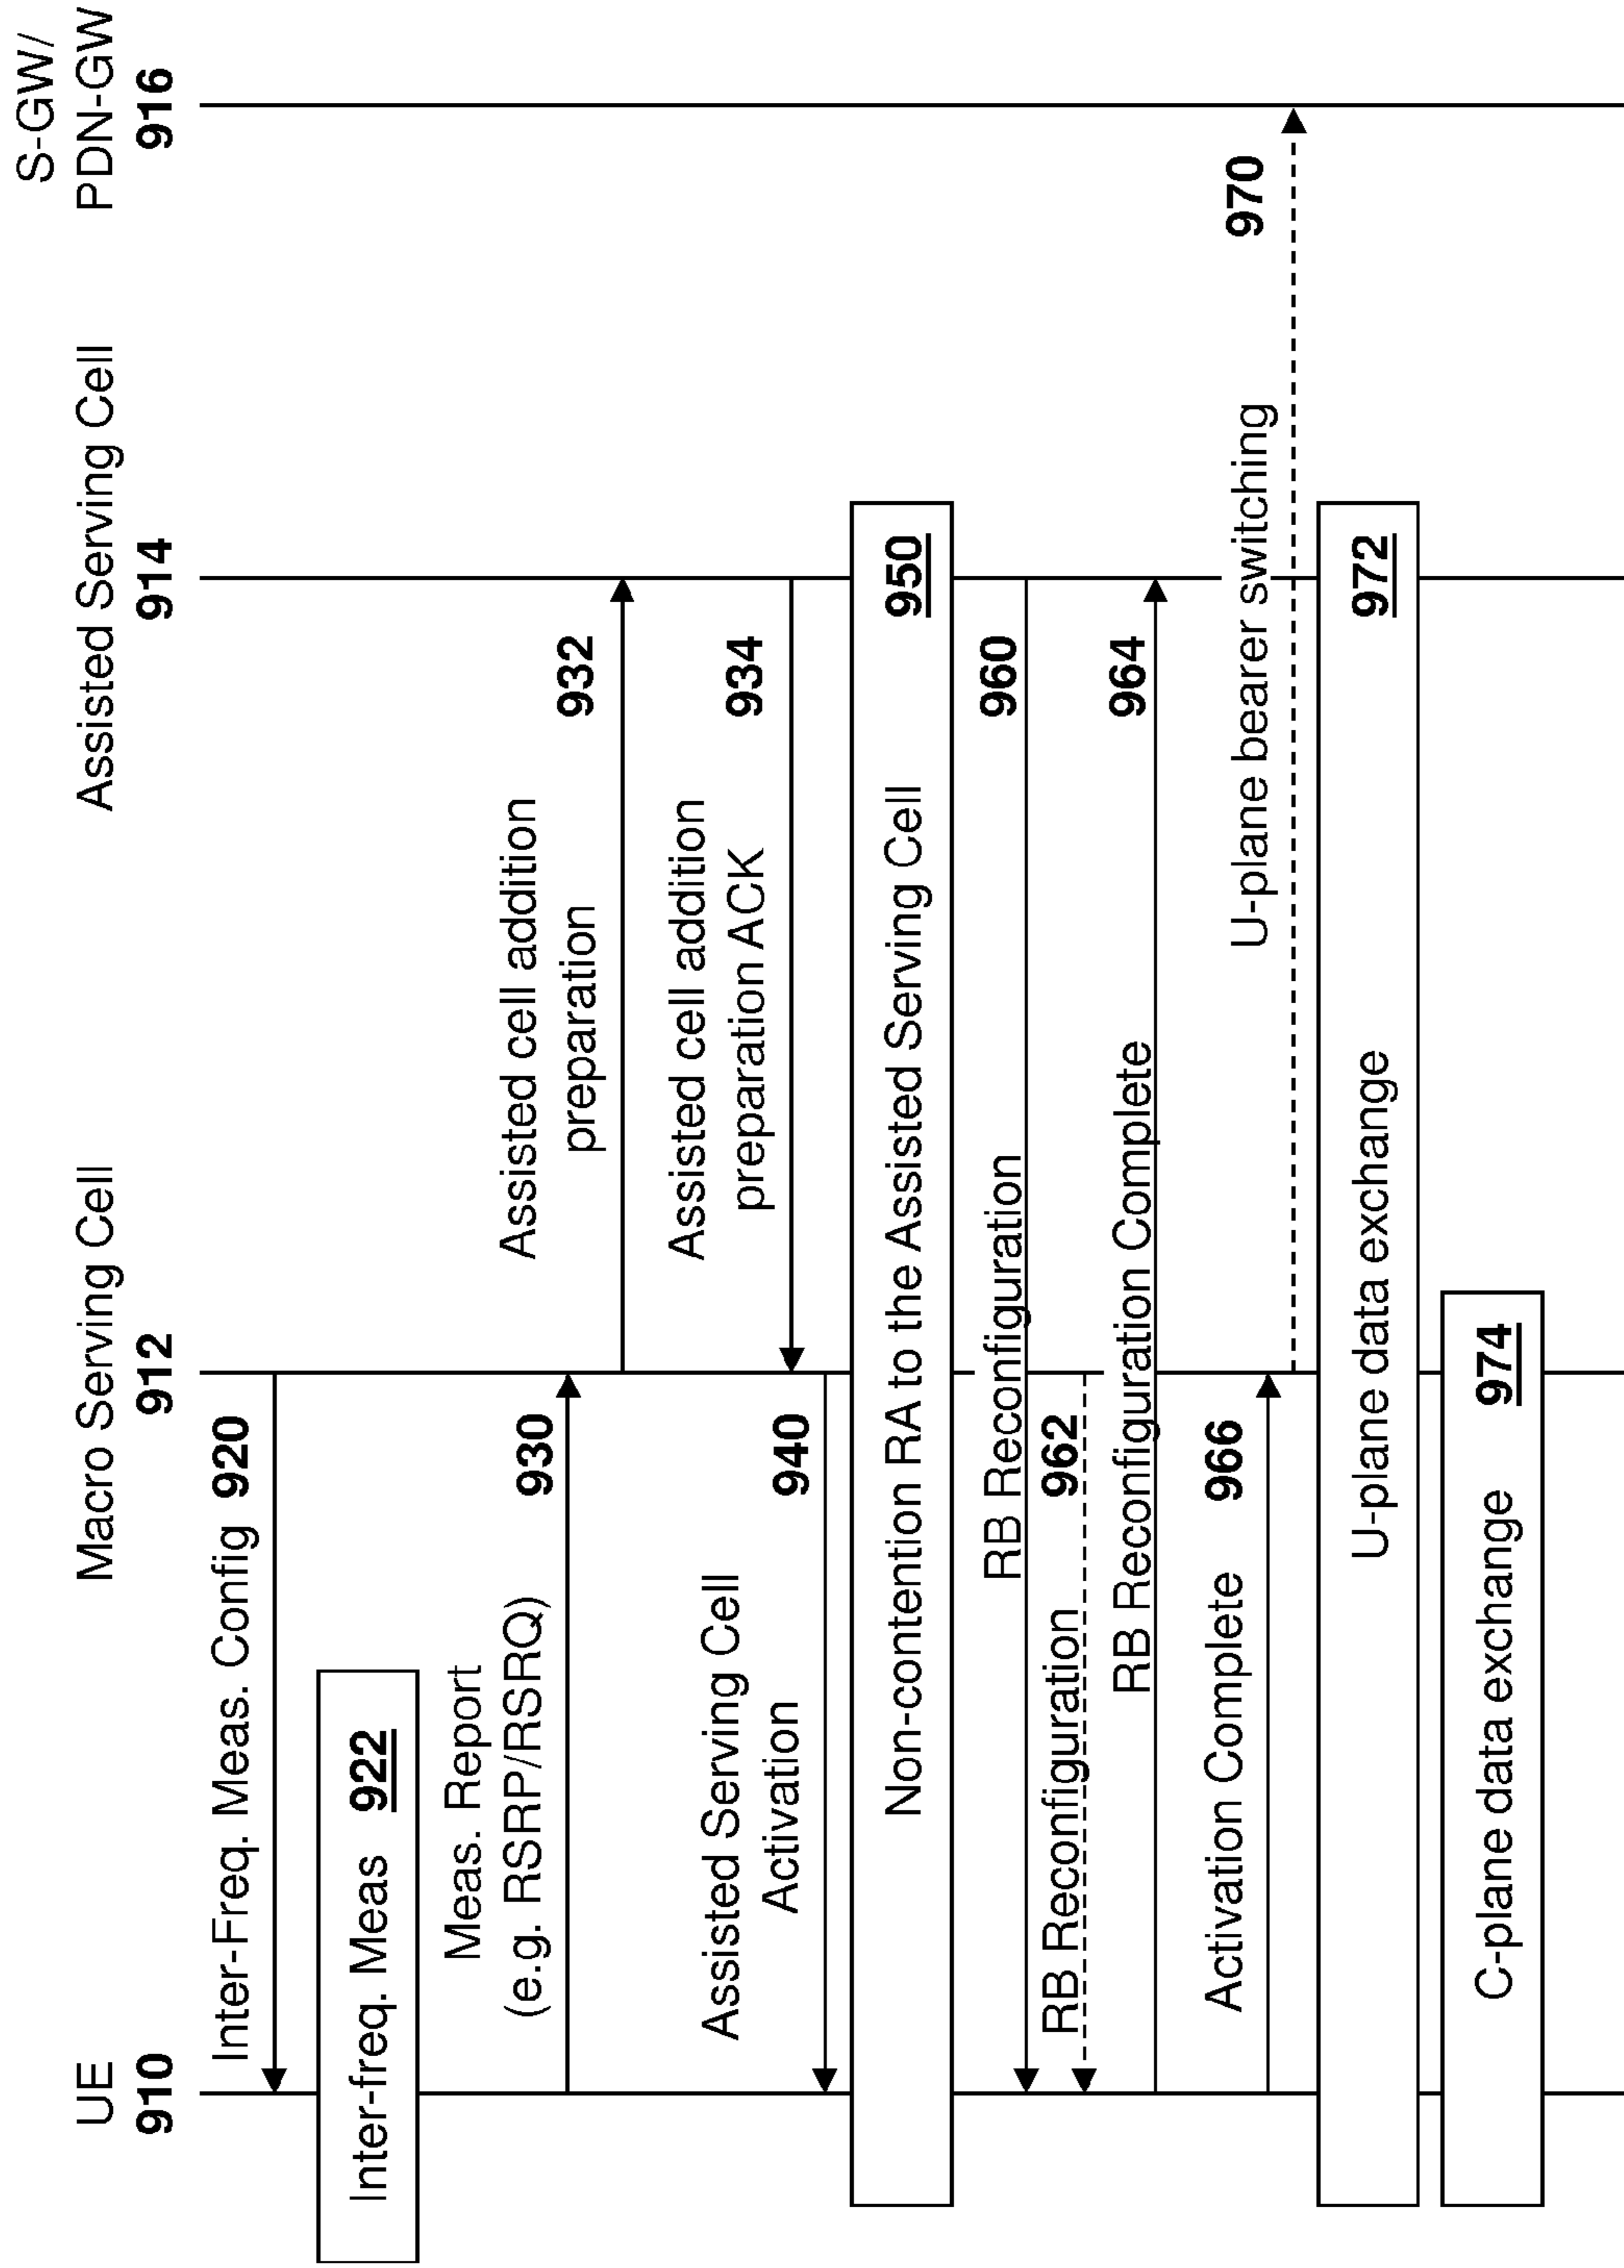 UE
910
Macro Serving Cell
912
Assisted Serving Cell
914
S-GW/
PDN-GW
916
Inter-Freq. Meas. Config 920
Inter-freq. Meas 922
Meas. Report
(e.g. RSRP/RSRQ)
930
Assisted cell addition
preparation
932
Assisted cell addition
preparation ACK
934
Assisted Serving Cell
Activation
940
Non-contention RA to the Assisted Serving Cell 950
RB Reconfiguration 960
RB Reconfiguration 962
RB Reconfiguration Complete 964
Activation Complete 966
U-plane bearer switching 970
U-plane data exchange 972
C-plane data exchange 974